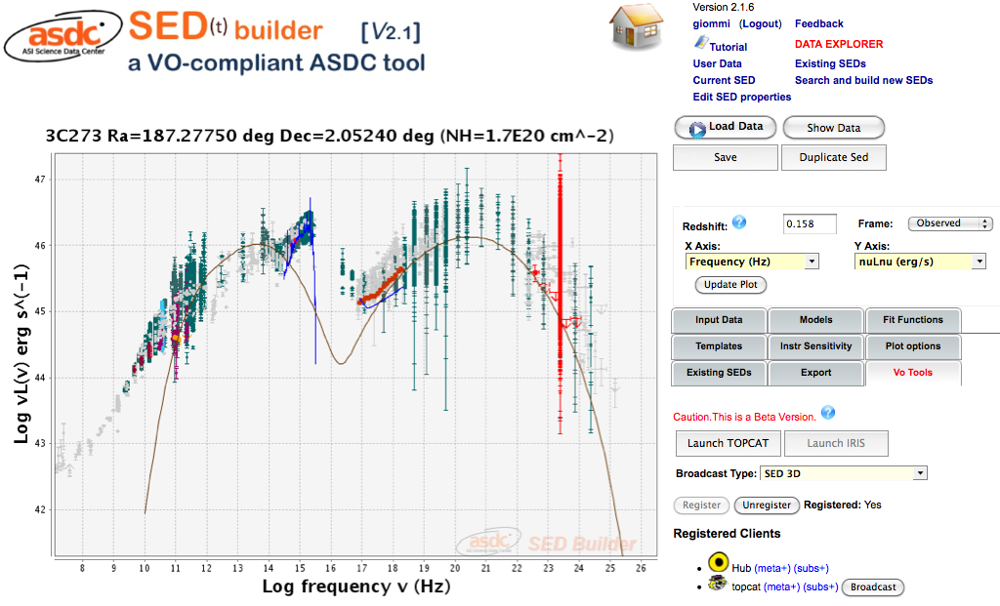 asdc
ASI Science Data Center
SED(t) builder [V2.1]
a VO-compliant ASDC tool
Version 2.1.6
giommi (Logout) Feedback
Tutorial DATA EXPLORER
User Data Existing SEDs
Current SED Search and build new SEDs
Edit SED properties
Load Data Show Data
Save Duplicate Sed
3C273 Ra=187.27750 deg Dec=2.05240 deg (NH=1.7E20 cm^-2)
47
46
45
44
43
42
Log νL(ν) erg s^(-1)
8 9 10 11 12 13 14 15 16 17 18 19 20 21 22 23 24 25 26
Log frequency ν (Hz)
asdc SED Builder
ASI Science Data Center
Redshift: 0.158 Frame: Observed
X Axis: Y Axis:
Frequency (Hz) nuLnu (erg/s)
Update Plot
Input Data Models Fit Functions
Templates Instr Sensitivity Plot options
Existing SEDs Export Vo Tools
Caution.This is a Beta Version.
Launch TOPCAT Launch IRIS
Broadcast Type: SED 3D
Register Unregister Registered: Yes
Registered Clients
Hub (meta+) (subs+)
topcat (meta+) (subs+) Broadcast